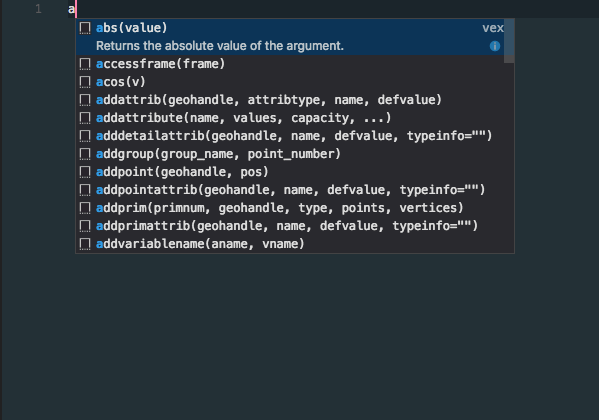 1 a
abs(value) vex
Returns the absolute value of the argument.
accessframe(frame)
acos(v)
addattrib(geohandle, attribtype, name, defvalue)
addattribute(name, values, capacity, ...)
adddetailattrib(geohandle, name, defvalue, typeinfo="")
addgroup(group_name, point_number)
addpoint(geohandle, pos)
addpointattrib(geohandle, name, defvalue, typeinfo="")
addprim(primnum, geohandle, type, points, vertices)
addprimattrib(geohandle, name, defvalue, typeinfo="")
addvariablename(aname, vname)